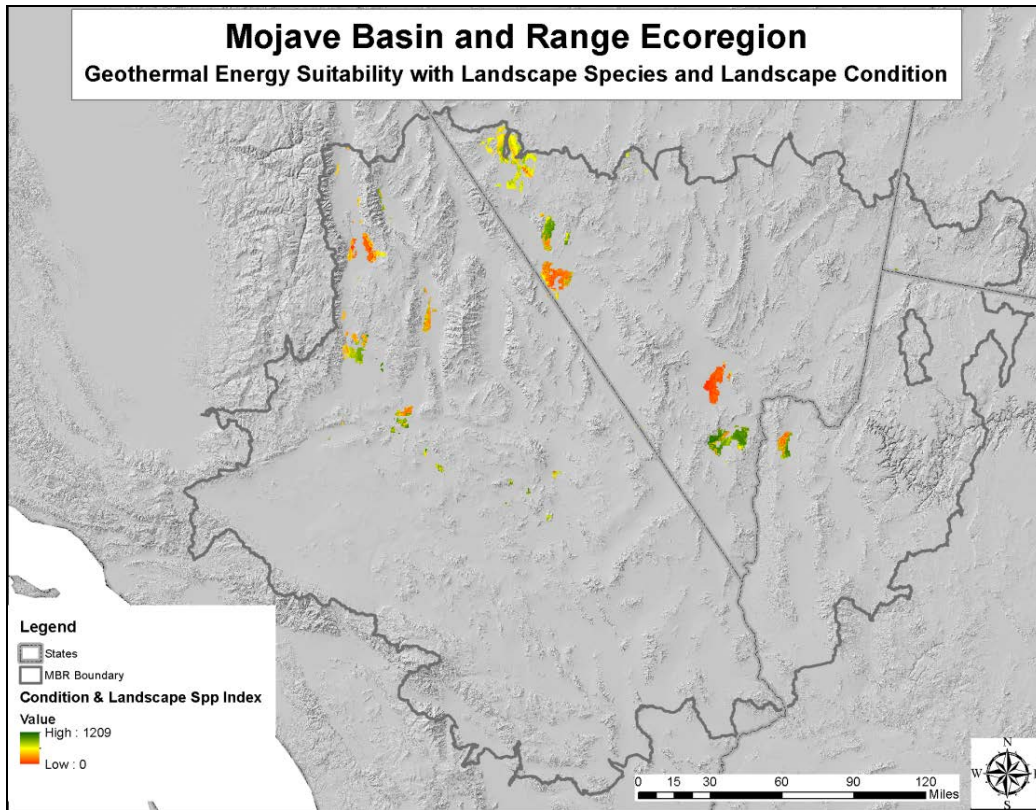 Mojave Basin and Range Ecoregion
Geothermal Energy Suitability with Landscape Species and Landscape Condition
Legend
States
MBR Boundary
Condition & Landscape Spp Index
Value
High : 1209
Low : 0
0 15 30 60 90 120
Miles
N
W E
S